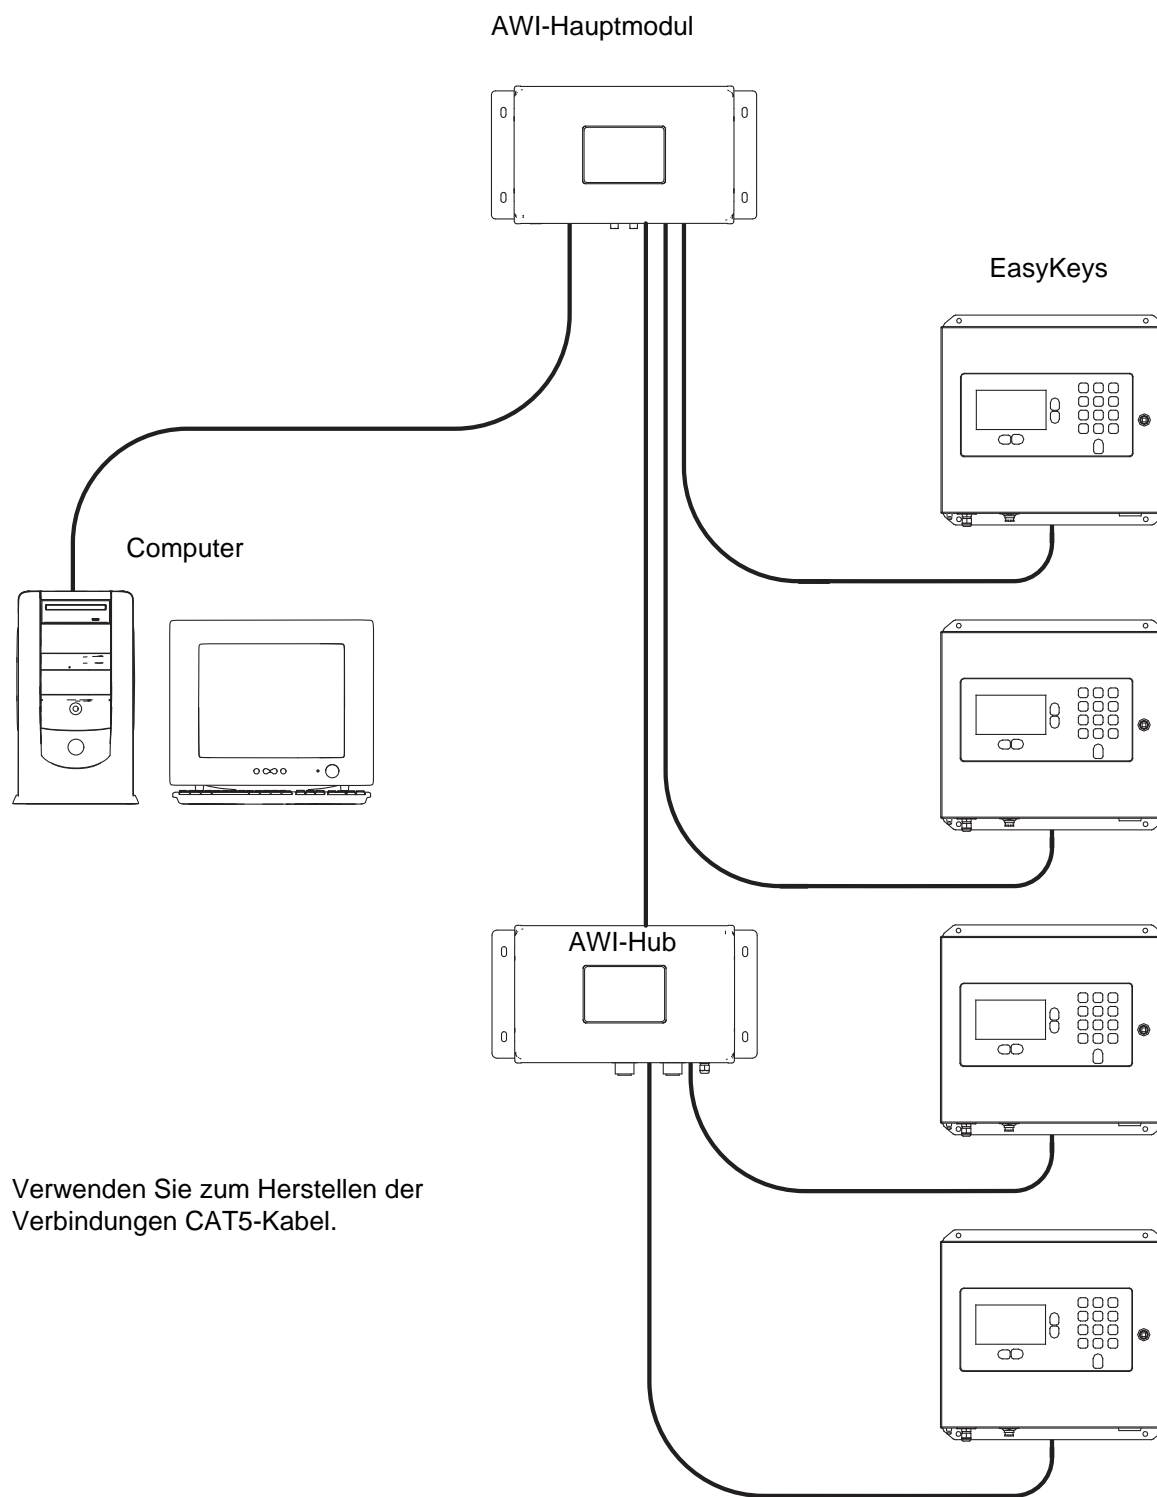 AWI-Hauptmodul
EasyKeys
Computer
AWI-Hub
Verwenden Sie zum Herstellen der
Verbindungen CAT5-Kabel.